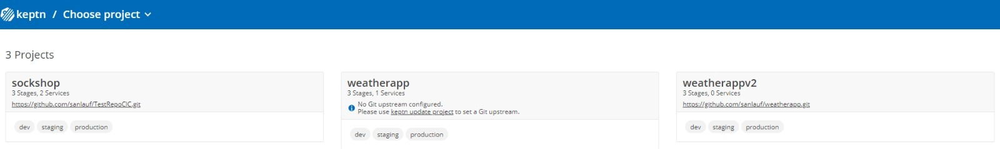 keptn / Choose project
3 Projects
sockshop
3 Stages, 2 Services
https://github.com/sanlauf/TestRepoCIC.git
dev staging production
weatherapp
3 Stages, 1 Services
No Git upstream configured.
Please use keptn update project to set a Git upstream.
dev staging production
weatherappv2
3 Stages, 0 Services
https://github.com/sanlauf/weatherapp.git
dev staging production